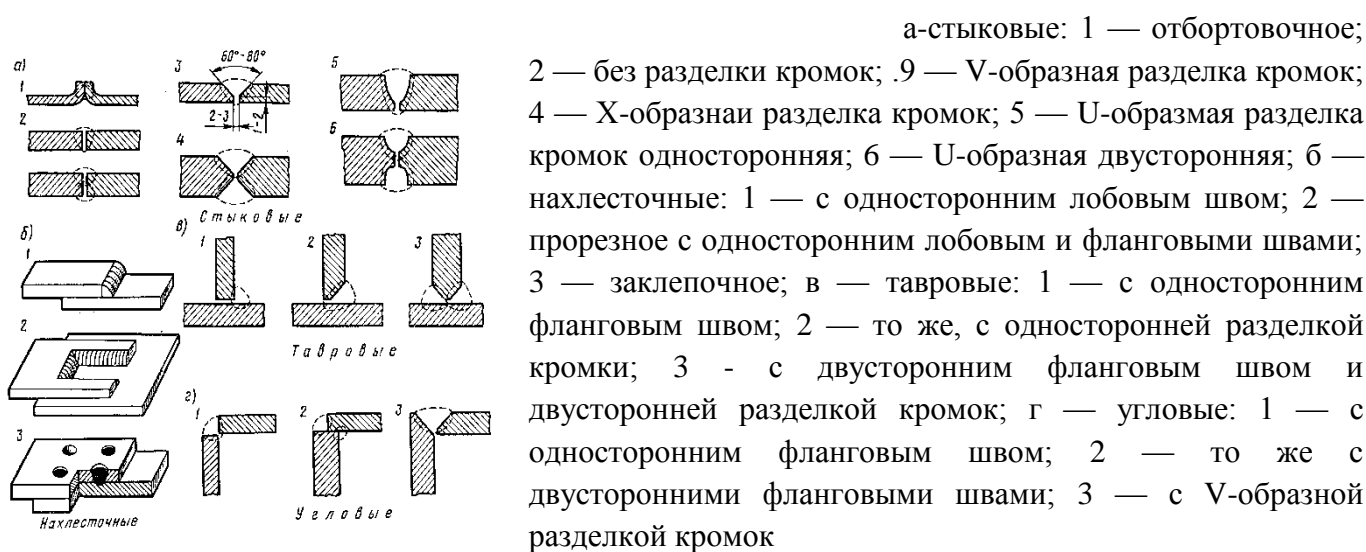 а-стыковые: 1 — отбортовочное;
2 — без разделки кромок; .9 — V-образная разделка кромок;
4 — X-образнаи разделка кромок; 5 — U-образмая разделка
кромок односторонняя; 6 — U-образная двусторонняя; б —
нахлесточные: 1 — с односторонним лобовым швом; 2 —
прорезное с односторонним лобовым и фланговыми швами;
3 — заклепочное; в — тавровые: 1 — с односторонним
фланговым швом; 2 — то же, с односторонней разделкой
кромки; 3 - с двусторонним фланговым швом и
двусторонней разделкой кромок; г — угловые: 1 — с
односторонним фланговым швом; 2 — то же с
двусторонними фланговыми швами; 3 — с V-образной
разделкой кромок
а)
1
2
3
60°-80°
2-3
1-2
4
5
6
Стыковые
б)
1
2
3
Нахлесточные
в)
1
2
3
Тавровые
г)
1
2
3
Угловые